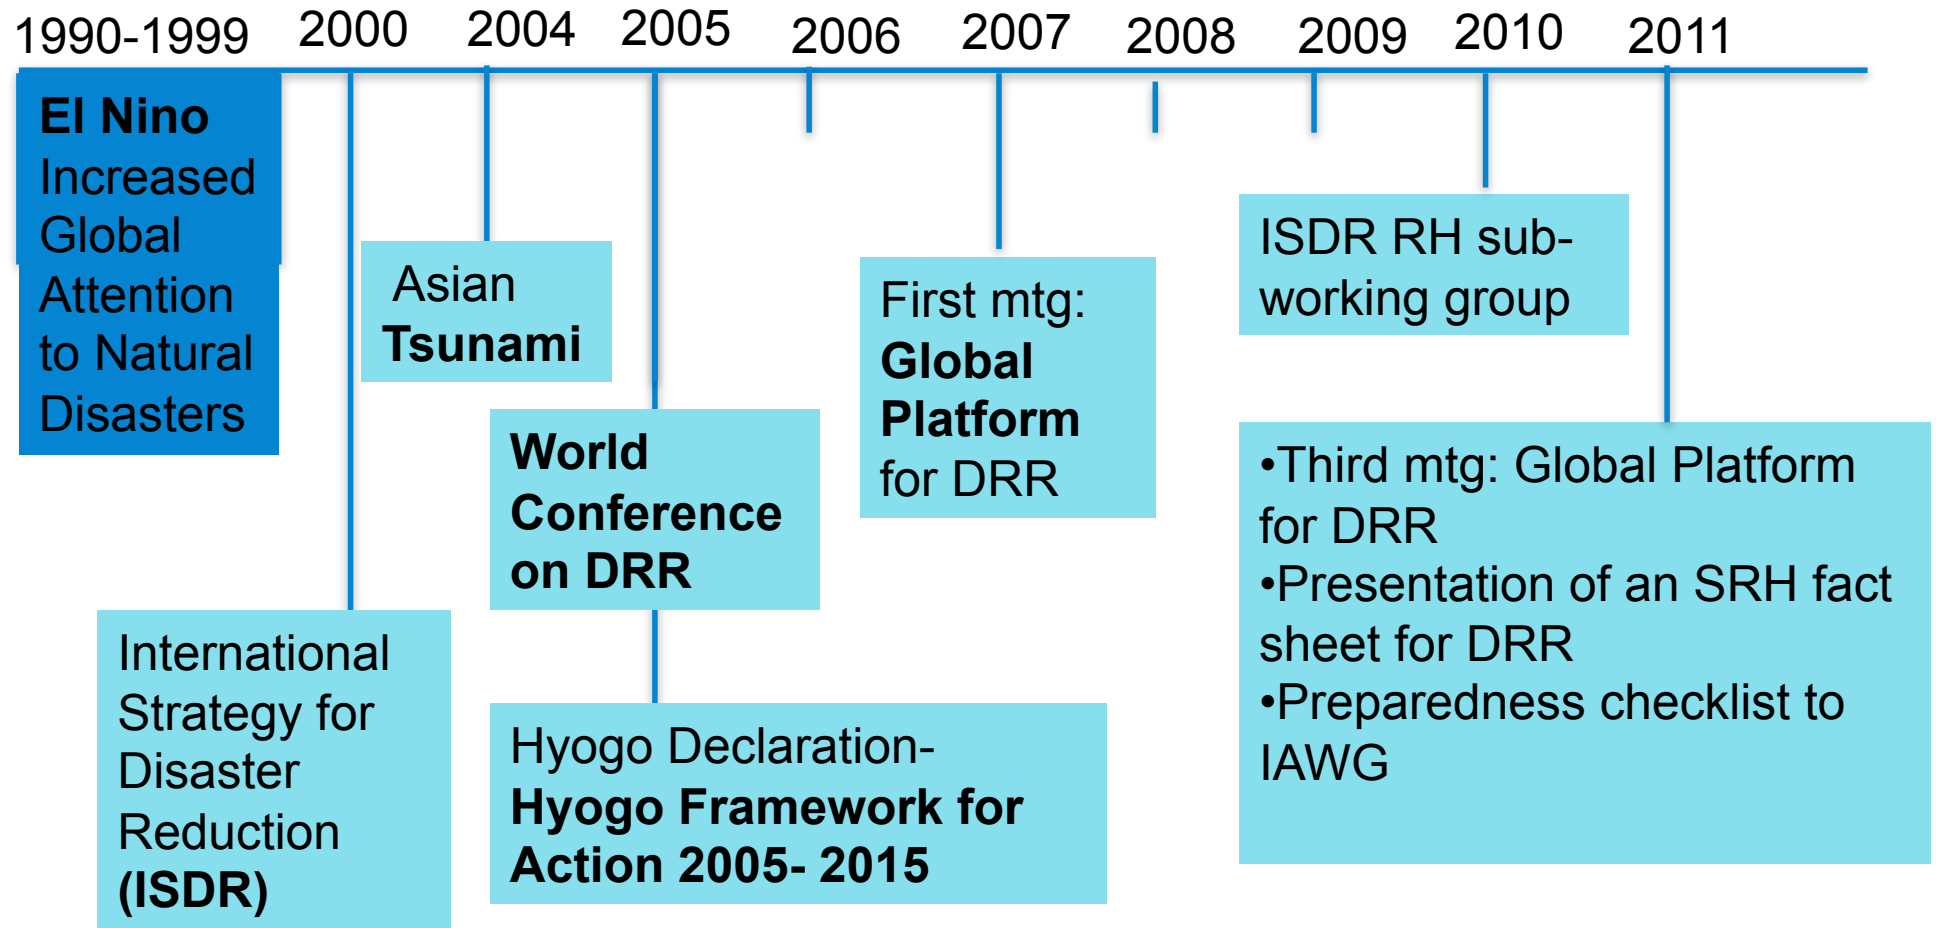 1990-1999 2000 2004 2005 2006 2007 2008 2009 2010 2011
El Nino
Increased
Global
Attention
to Natural
Disasters
International
Strategy for
Disaster
Reduction
(ISDR)
Asian
Tsunami
World
Conference
on DRR
Hyogo Declaration-
Hyogo Framework for
Action 2005- 2015
First mtg:
Global
Platform
for DRR
ISDR RH sub-
working group
•Third mtg: Global Platform
for DRR
•Presentation of an SRH fact
sheet for DRR
•Preparedness checklist to
IAWG